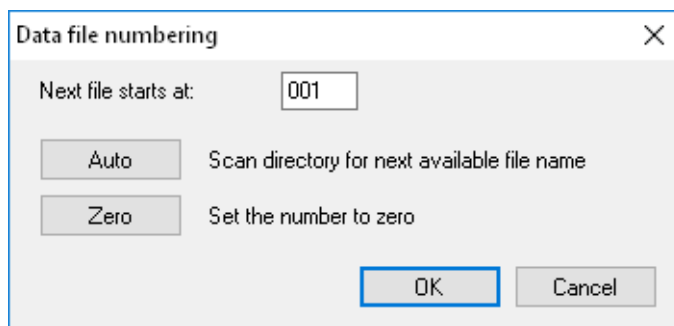 Data file numbering
Next file starts at: 001
Auto Scan directory for next available file name
Zero Set the number to zero
OK Cancel